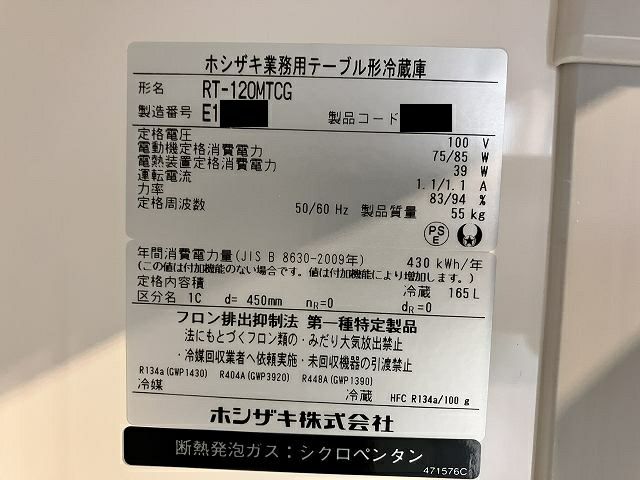 ホシザキ業務用テーブル形冷蔵庫
形名 RT-120MTCG
製造番号 E1 製品コード
定格電圧 100 V
電動機定格消費電力 75/85 W
電熱装置定格消費電力 39 W
運転電流 1.1/1.1 A
力率 83/94 %
定格周波数 50/60 Hz 製品質量 55 kg
PS E
年間消費電力量(JIS B 8630-2009年) 430 kWh/年
(この値は付加機能のない場合です。値は付加機能により増加します。)
定格内容積 冷蔵 165 L
区分名 1C d= 450mm nR=0 dR=0
フロン排出抑制法 第一種特定製品
・法にもとづくフロン類の・みだり大気放出禁止
・冷媒回収業者へ依頼実施・未回収機器の引渡禁止
R134a(GWP1430) R404A(GWP3920) R448A(GWP1390)
冷媒 冷蔵 HFC R134a/100 g
ホシザキ株式会社
断熱発泡ガス：シクロペンタン
471576C